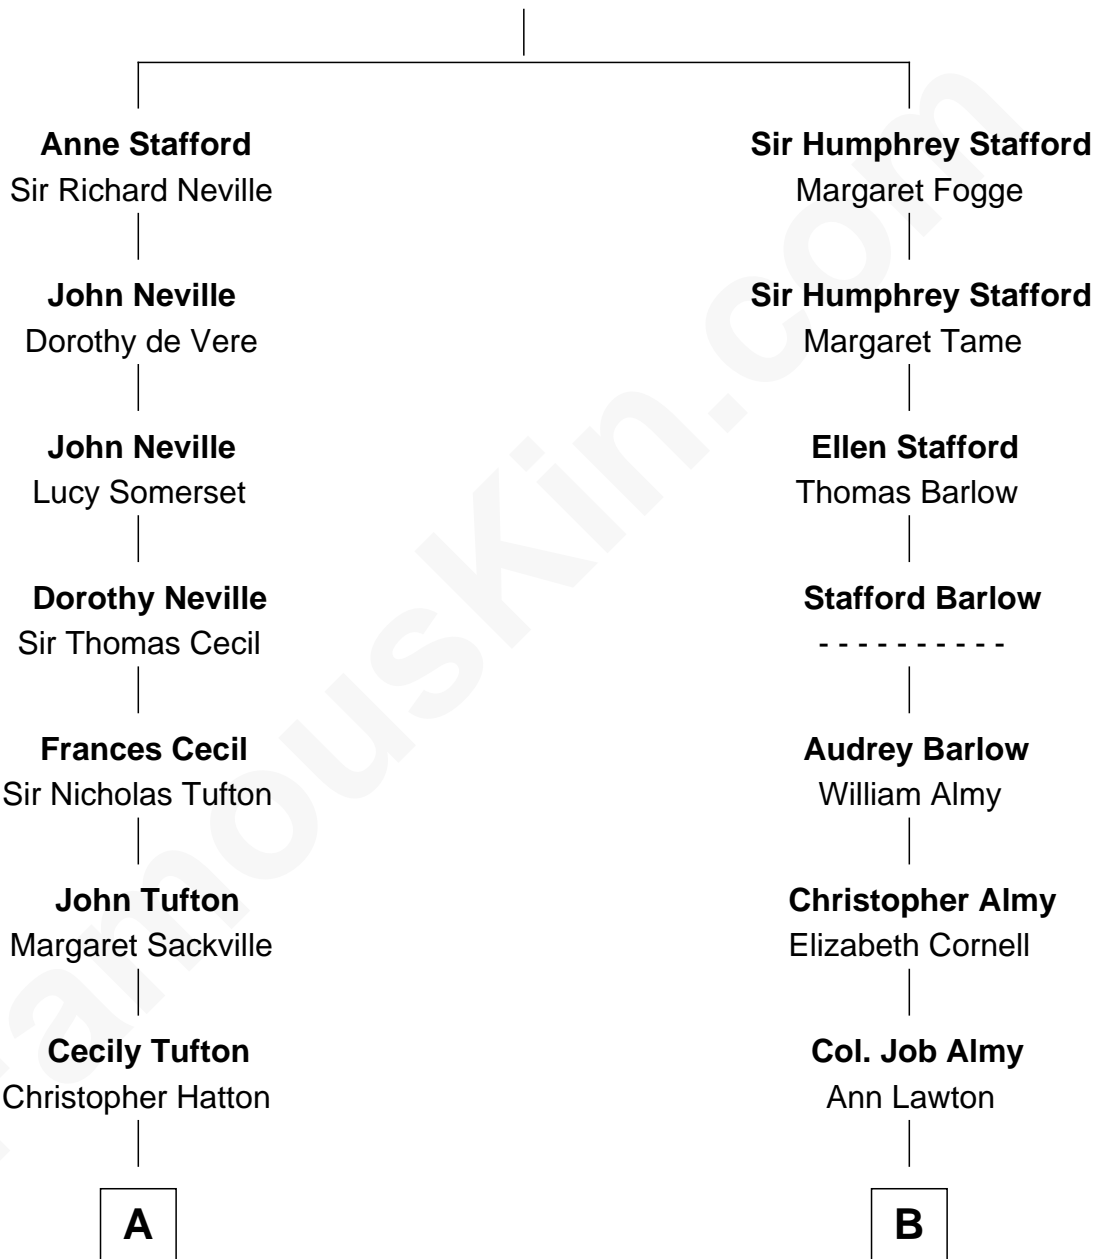 Anne Stafford
Sir Richard Neville
John Neville
Dorothy de Vere
John Neville
Lucy Somerset
Dorothy Neville
Sir Thomas Cecil
Frances Cecil
Sir Nicholas Tufton
John Tufton
Margaret Sackville
Cecily Tufton
Christopher Hatton
A
Sir Humphrey Stafford
Margaret Fogge
Sir Humphrey Stafford
Margaret Tame
Ellen Stafford
Thomas Barlow
Stafford Barlow
- - - - - - - - - -
Audrey Barlow
William Almy
Christopher Almy
Elizabeth Cornell
Col. Job Almy
Ann Lawton
B
FamousKin.com